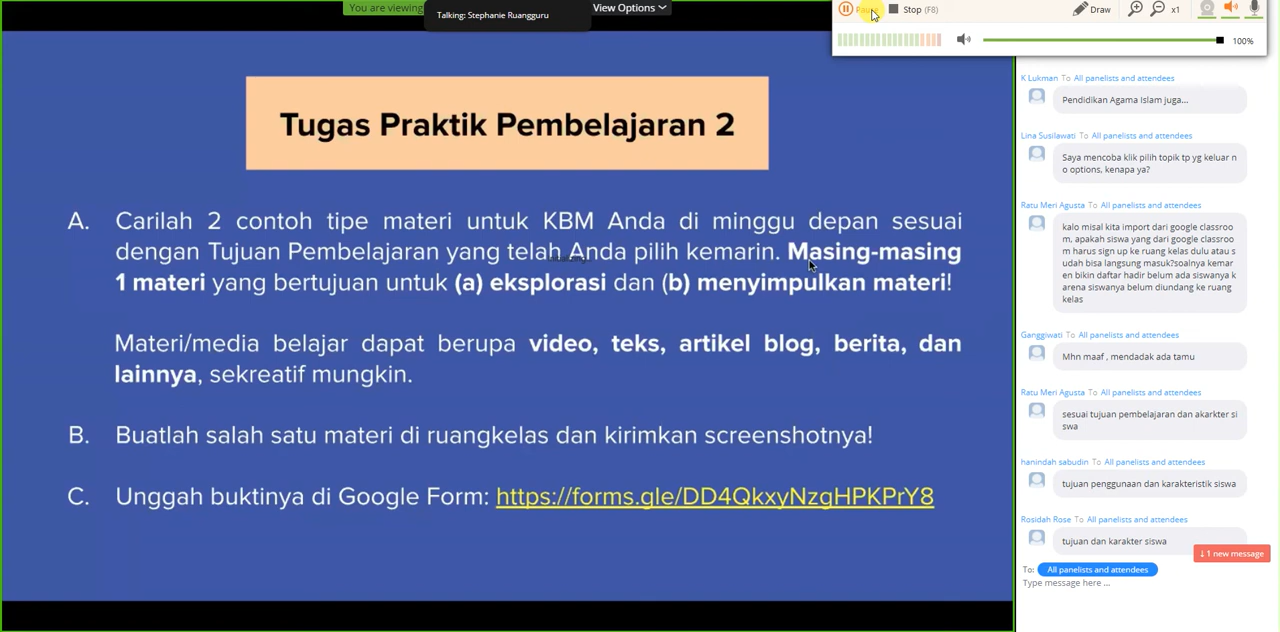 You are viewing
Talking: Stephanie Ruangguru
View Options
Pause
Stop (F8)
Draw
x1
100%
Tugas Praktik Pembelajaran 2
A. Carilah 2 contoh tipe materi untuk KBM Anda di minggu depan sesuai
dengan Tujuan Pembelajaran yang telah Anda pilih kemarin. Masing-masing
1 materi yang bertujuan untuk (a) eksplorasi dan (b) menyimpulkan materi!
Materi/media belajar dapat berupa video, teks, artikel blog, berita, dan
lainnya, sekreatif mungkin.
B. Buatlah salah satu materi di ruangkelas dan kirimkan screenshotnya!
C. Unggah buktinya di Google Form: https://forms.gle/DD4QkxyNzgHPKPrY8
K Lukman To All panelists and attendees
Pendidikan Agama Islam juga...
Lina Susilawati To All panelists and attendees
Saya mencoba klik pilih topik tp yg keluar n
o options, kenapa ya?
Ratu Meri Agusta To All panelists and attendees
kalo misal kita import dari google classroo
m, apakah siswa yang dari google classroo
m harus sign up ke ruang kelas dulu atau s
udah bisa langsung masuk?soalnya kemar
en bikin daftar hadir belum ada siswanya k
arena siswanya belum diundang ke ruang
kelas
Ganggiwati To All panelists and attendees
Mhn maaf , mendadak ada tamu
Ratu Meri Agusta To All panelists and attendees
sesuai tujuan pembelajaran dan akarkter si
swa
hanindah sabudin To All panelists and attendees
tujuan penggunaan dan karakteristik siswa
Rosidah Rose To All panelists and attendees
tujuan dan karakter siswa
↓1 new message
To: All panelists and attendees
Type message here ...